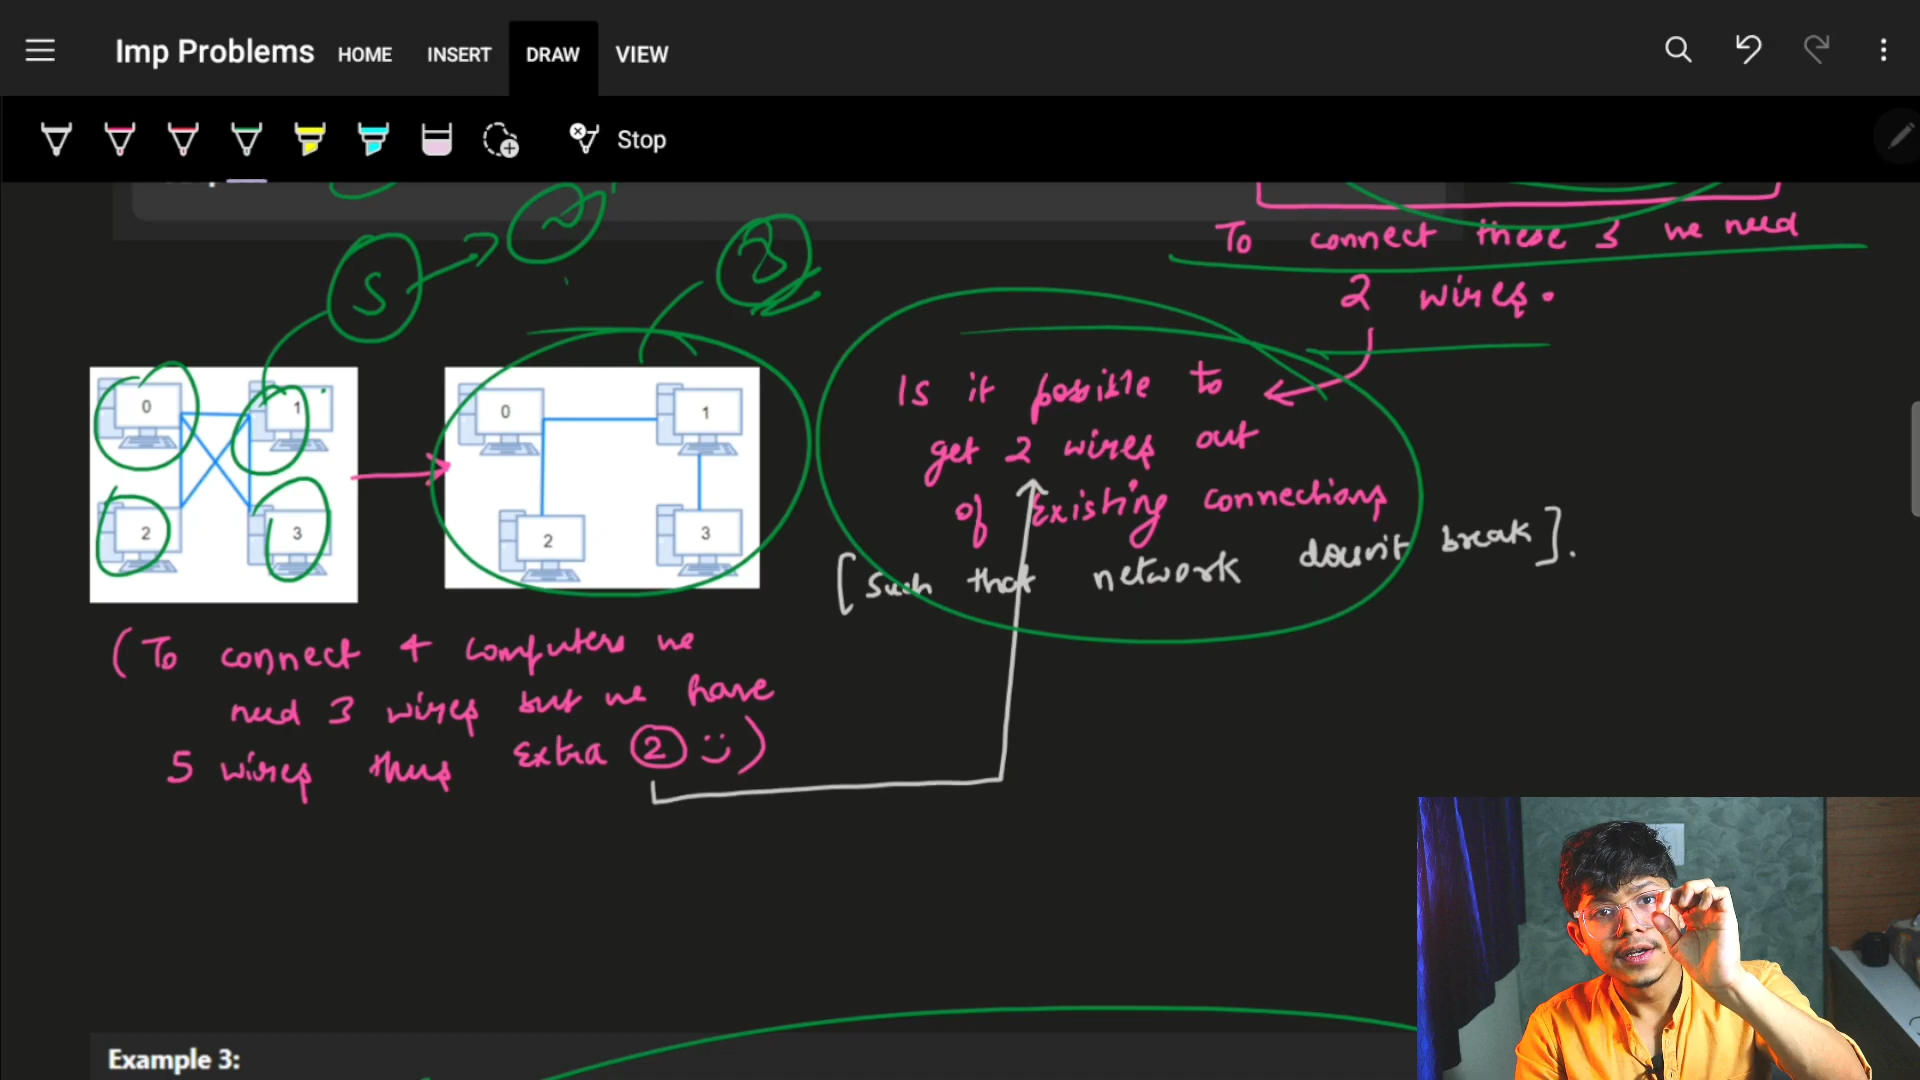 Imp Problems HOME INSERT DRAW VIEW
Stop
To connect these 3 we need
2 wires.
5
2
3
0 1
2 3
0 1
2 3
Is it possible to
get 2 wires out
of existing connections
[such that network doesn't break].
(To connect 4 computers we
need 3 wires but we have
5 wires thus extra 2 :))
Example 3: